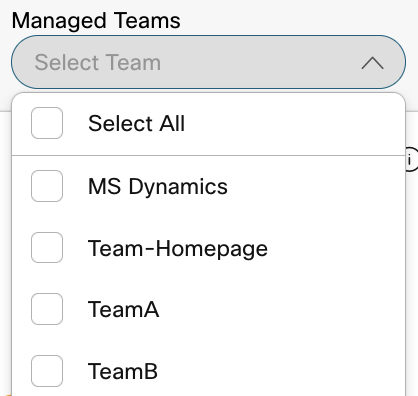 Managed Teams
Select Team
Select All
i
MS Dynamics
Team-Homepage
TeamA
TeamB